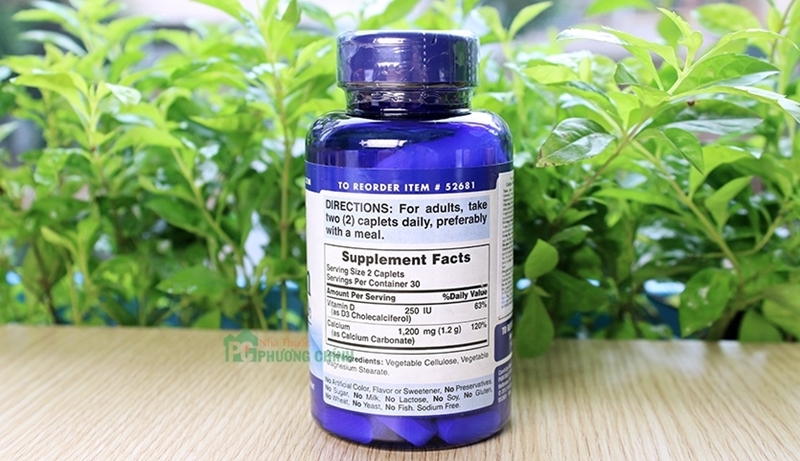 TO REORDER ITEM # 52681
DIRECTIONS: For adults, take
two (2) caplets daily, preferably
with a meal.
Supplement Facts
Serving Size 2 Caplets
Servings Per Container 30
Amount Per Serving %Daily Value
Vitamin D 250 IU 63%
(as D3 Cholecalciferol)
Calcium 1,200 mg (1.2 g) 120%
(as Calcium Carbonate)
Ingredients: Vegetable Cellulose, Vegetable
Magnesium Stearate.
No Artificial Color, Flavor or Sweetener, No Preservatives,
No Sugar, No Milk, No Lactose, No Soy, No Gluten,
No Wheat, No Yeast, No Fish. Sodium Free.
Nhà Thuốc
PHƯƠNG CHÍNH